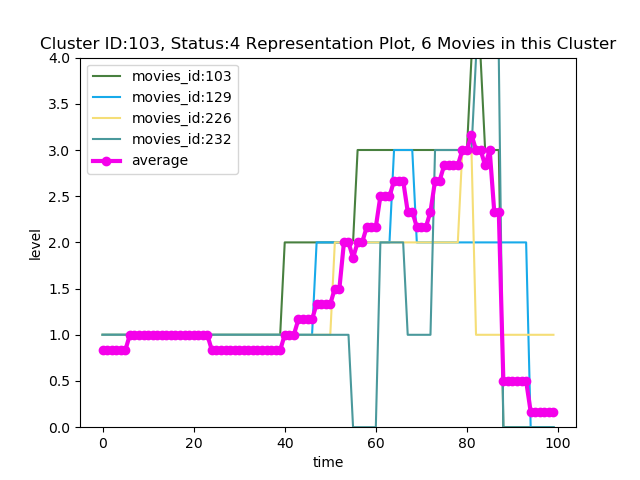 Cluster ID:103, Status:4 Representation Plot, 6 Movies in this Cluster
4.0
3.5
3.0
2.5
2.0
1.5
1.0
0.5
0.0
level
movies_id:103
movies_id:129
movies_id:226
movies_id:232
average
0 20 40 60 80 100
time